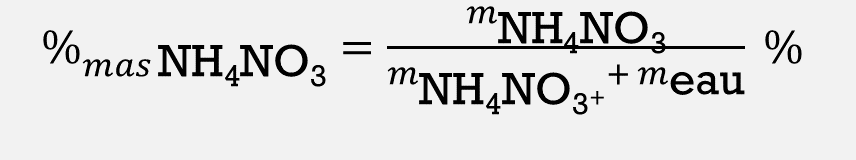 %mas NH₄NO₃ = mNH₄NO₃ / mNH₄NO₃₊ + meau %